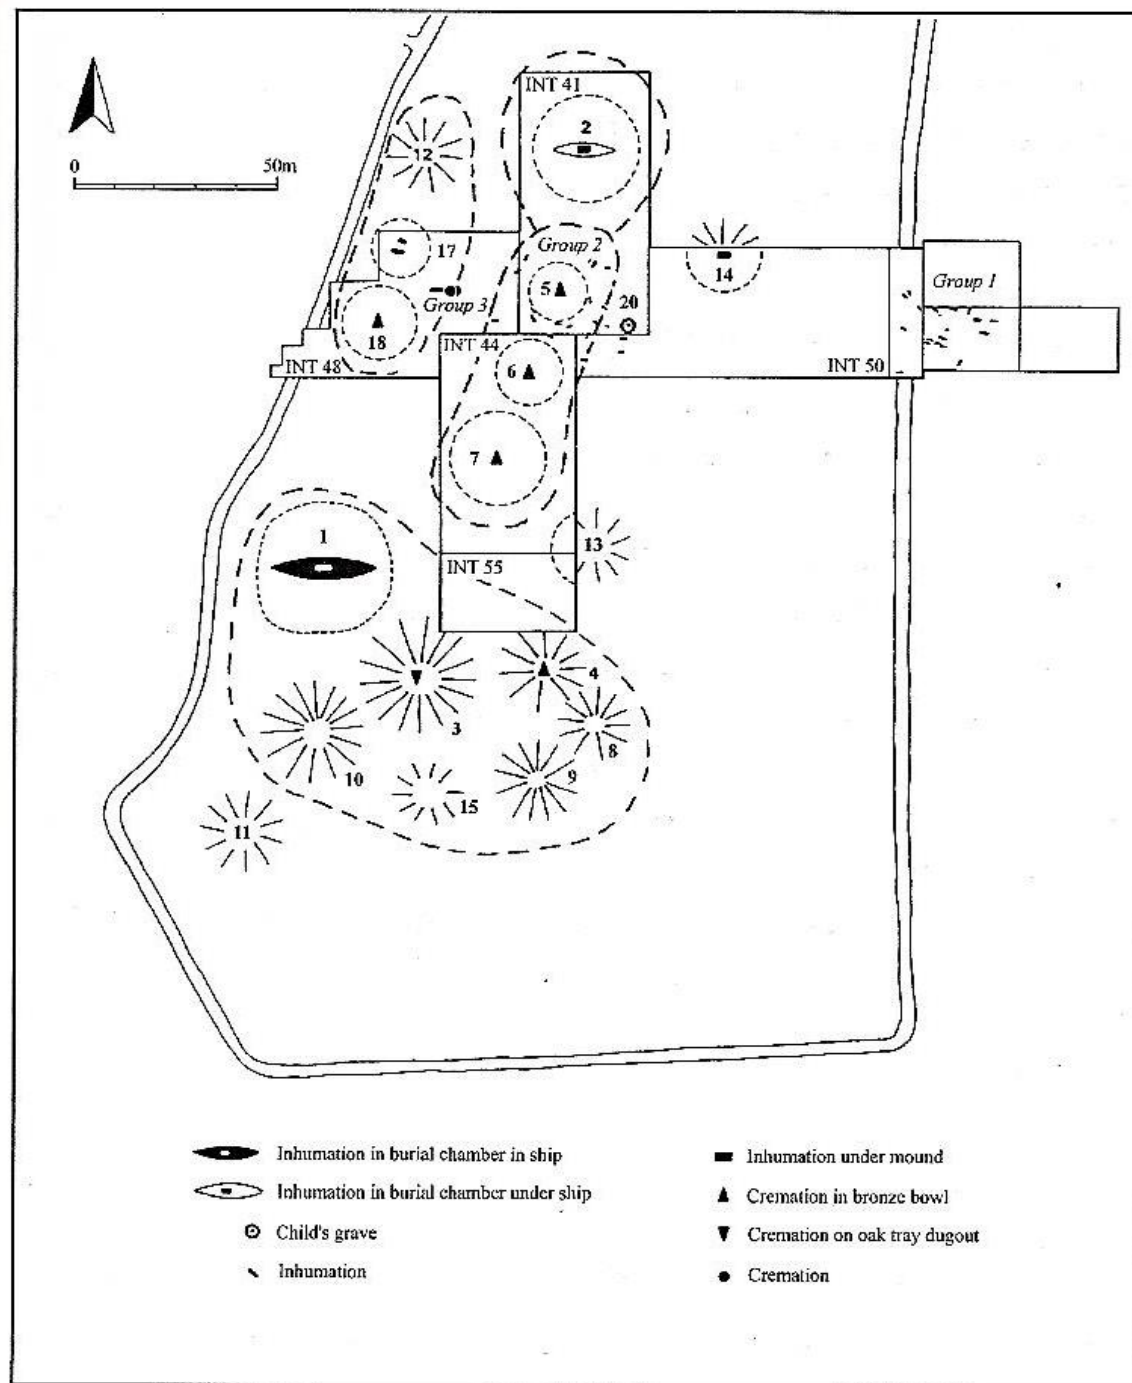 INT 41
2
12
0 50m
Group 2
17
14
Group 1
5
20
Group 3
18
INT 44
INT 48
6
INT 50
7
1
13
INT 55
4
3
8
10
9
15
11
Inhumation in burial chamber in ship
Inhumation in burial chamber under ship
Child's grave
Inhumation
Inhumation under mound
Cremation in bronze bowl
Cremation on oak tray dugout
Cremation